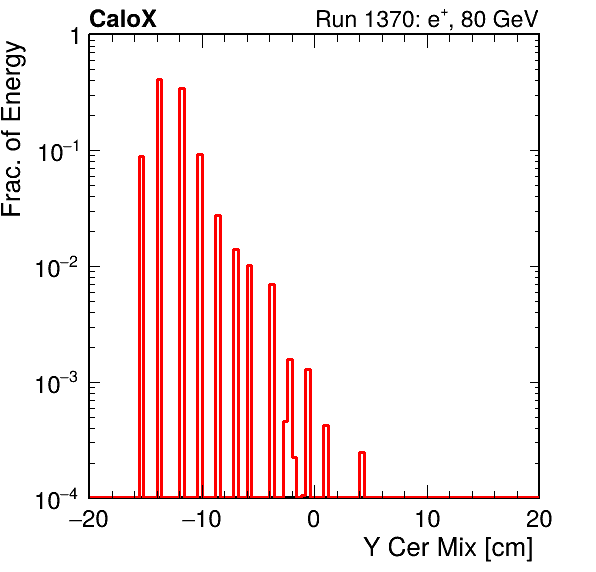 CaloX Run 1370: e⁺, 80 GeV
Frac. of Energy
1
10⁻¹
10⁻²
10⁻³
10⁻⁴
−20 −10 0 10 20
Y Cer Mix [cm]